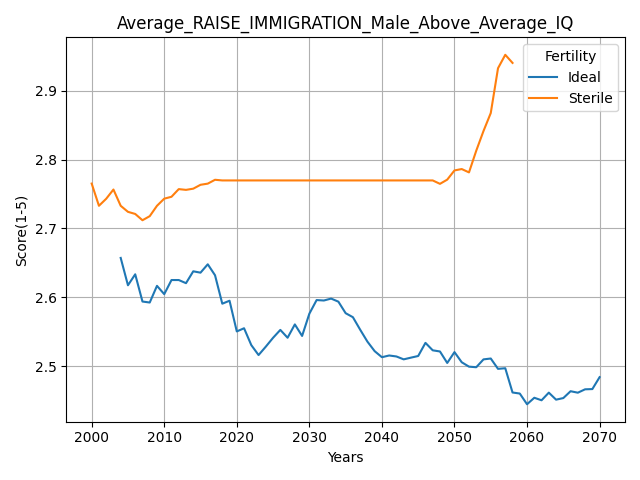 Average_RAISE_IMMIGRATION_Male_Above_Average_IQ
Fertility
Ideal
Sterile
Score(1-5)
2.9
2.8
2.7
2.6
2.5
2000 2010 2020 2030 2040 2050 2060 2070
Years